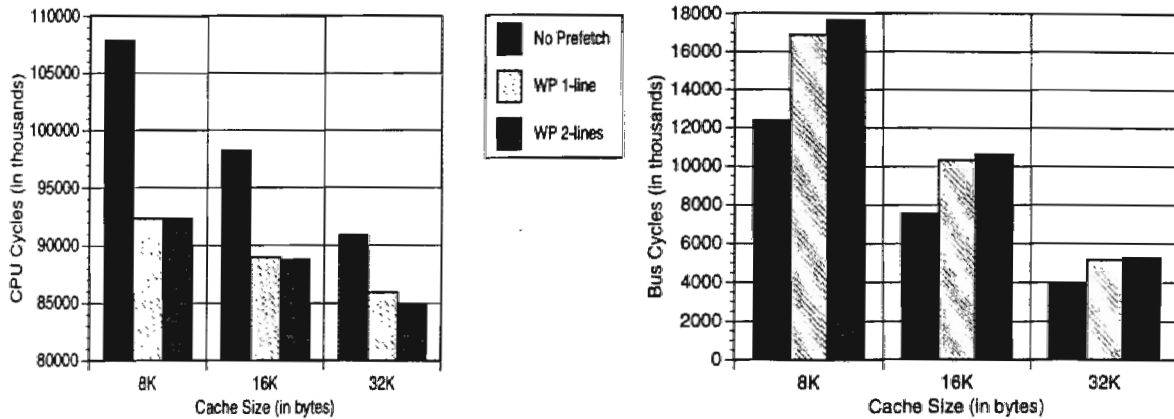 110000
105000
100000
95000
90000
85000
80000
CPU Cycles (in thousands)
8K
16K
32K
Cache Size (in bytes)
No Prefetch
WP 1-line
WP 2-lines
18000
16000
14000
12000
10000
8000
6000
4000
2000
0
Bus Cycles (in thousands)
8K
16K
32K
Cache Size (in bytes)